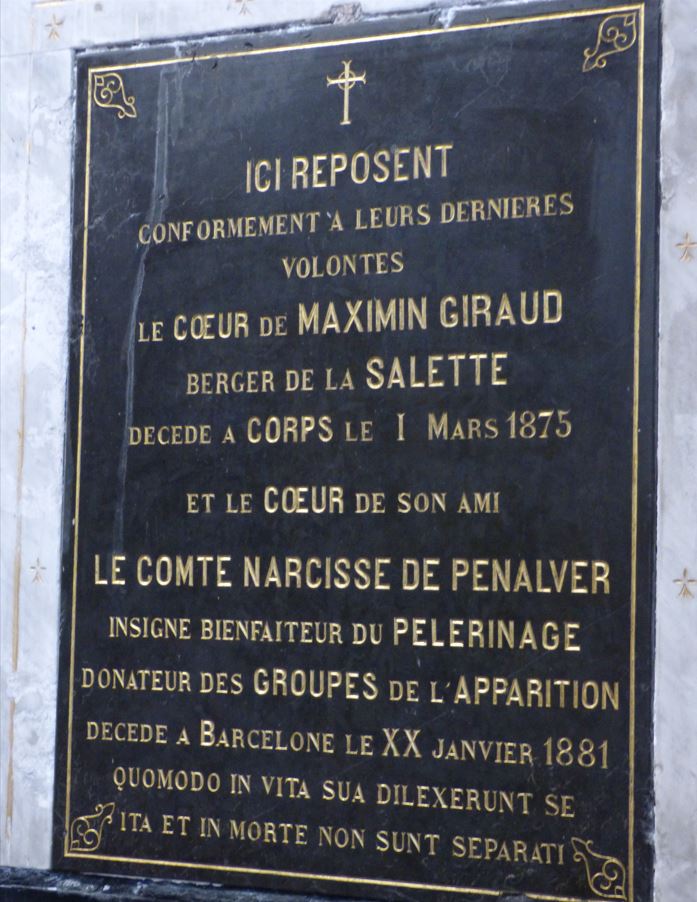 ICI REPOSENT
CONFORMEMENT A LEURS DERNIERES
VOLONTES
LE CŒUR DE MAXIMIN GIRAUD
BERGER DE LA SALETTE
DECEDE A CORPS LE I MARS 1875
ET LE CŒUR DE SON AMI
LE COMTE NARCISSE DE PENALVER
INSIGNE BIENFAITEUR DU PELERINAGE
DONATEUR DES GROUPES DE L'APPARITION
DECEDE A BARCELONE LE XX JANVIER 1881
QUOMODO IN VITA SUA DILEXERUNT SE
ITA ET IN MORTE NON SUNT SEPARATI